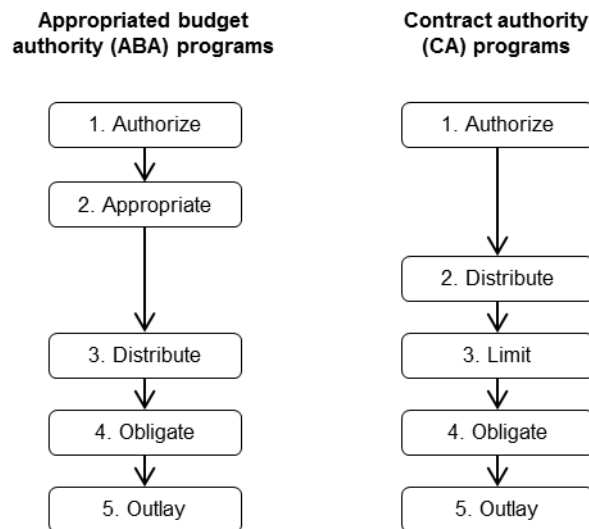 Appropriated budget
authority (ABA) programs
1. Authorize
2. Appropriate
3. Distribute
4. Obligate
5. Outlay
Contract authority
(CA) programs
1. Authorize
2. Distribute
3. Limit
4. Obligate
5. Outlay